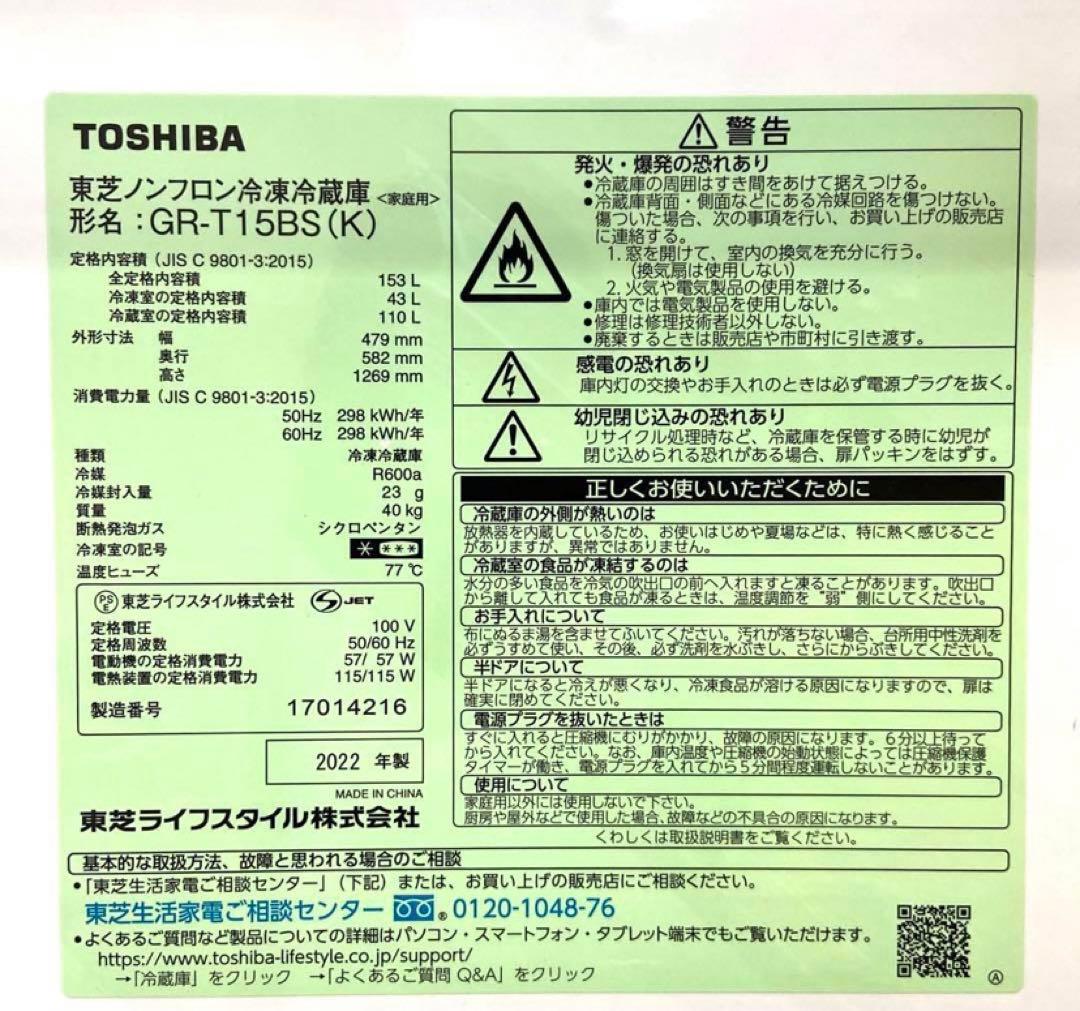 TOSHIBA
東芝ノンフロン冷凍冷蔵庫 <家庭用>
形名：GR-T15BS(K)
定格内容積 (JIS C 9801-3:2015)
全定格内容積 153 L
冷凍室の定格内容積 43 L
冷蔵室の定格内容積 110 L
外形寸法 幅 479 mm
奥行 582 mm
高さ 1269 mm
消費電力量 (JIS C 9801-3:2015)
50Hz 298 kWh/年
60Hz 298 kWh/年
種類 冷凍冷蔵庫
冷媒 R600a
冷媒封入量 23 g
質量 40 kg
断熱発泡ガス シクロペンタン
冷凍室の記号 * ***
温度ヒューズ 77 ℃
PSE 東芝ライフスタイル株式会社 JET
定格電圧 100 V
定格周波数 50/60 Hz
電動機の定格消費電力 57/ 57 W
電熱装置の定格消費電力 115/115 W
製造番号 17014216
2022 年製
MADE IN CHINA
東芝ライフスタイル株式会社
警告
発火・爆発の恐れあり
●冷蔵庫の周囲はすき間をあけて据えつける。
●冷蔵庫背面・側面などにある冷媒回路を傷つけない。
傷ついた場合、次の事項を行い、お買い上げの販売店
に連絡する。
1. 窓を開けて、室内の換気を充分に行う。
(換気扇は使用しない)
2. 火気や電気製品の使用を避ける。
●庫内では電気製品を使用しない。
●修理は修理技術者以外しない。
●廃棄するときは販売店や市町村に引き渡す。
感電の恐れあり
庫内灯の交換やお手入れのときは必ず電源プラグを抜く。
幼児閉じ込みの恐れあり
リサイクル処理時など、冷蔵庫を保管する時に幼児が
閉じ込められる恐れがある場合、扉パッキンをはずす。
正しくお使いいただくために
冷蔵庫の外側が熱いのは
放熱器を内蔵しているため、お使いはじめや夏場などは、特に熱く感じること
がありますが、異常ではありません。
冷蔵室の食品が凍結するのは
水分の多い食品を冷気の吹出口の前へ入れますと凍ることがあります。吹出口
から離して入れても食品が凍るときは、温度調節を“弱”側にしてください。
お手入れについて
布にぬるま湯を含ませてふいてください。汚れが落ちない場合、台所用中性洗剤を
必ずうすめて使い、その後、必ず洗剤を水ぶきし、さらにからぶきしてください。
半ドアについて
半ドアになると冷えが悪くなり、冷凍食品が溶ける原因になりますので、扉は
確実に閉めてください。
電源プラグを抜いたときは
すぐに入れると圧縮機にむりがかかり、故障の原因になります。6分以上待って
から入れてください。なお、庫内温度や圧縮機の始動状態によっては圧縮機保護
タイマーが働き、電源プラグを入れてから5分間程度運転しないことがあります。
使用について
家庭用以外には使用しないで下さい。
厨房や屋外などで使用した場合、故障などの不具合の原因になります。
くわしくは取扱説明書をご覧ください。
基本的な取扱方法、故障と思われる場合のご相談
●「東芝生活家電ご相談センター」（下記）または、お買い上げの販売店にご相談ください。
東芝生活家電ご相談センター ® 0120-1048-76
●よくあるご質問など製品についての詳細はパソコン・スマートフォン・タブレット端末でもご覧いただけます。
https://www.toshiba-lifestyle.co.jp/support/
→「冷蔵庫」をクリック →「よくあるご質問 Q&A」をクリック
Ⓐ